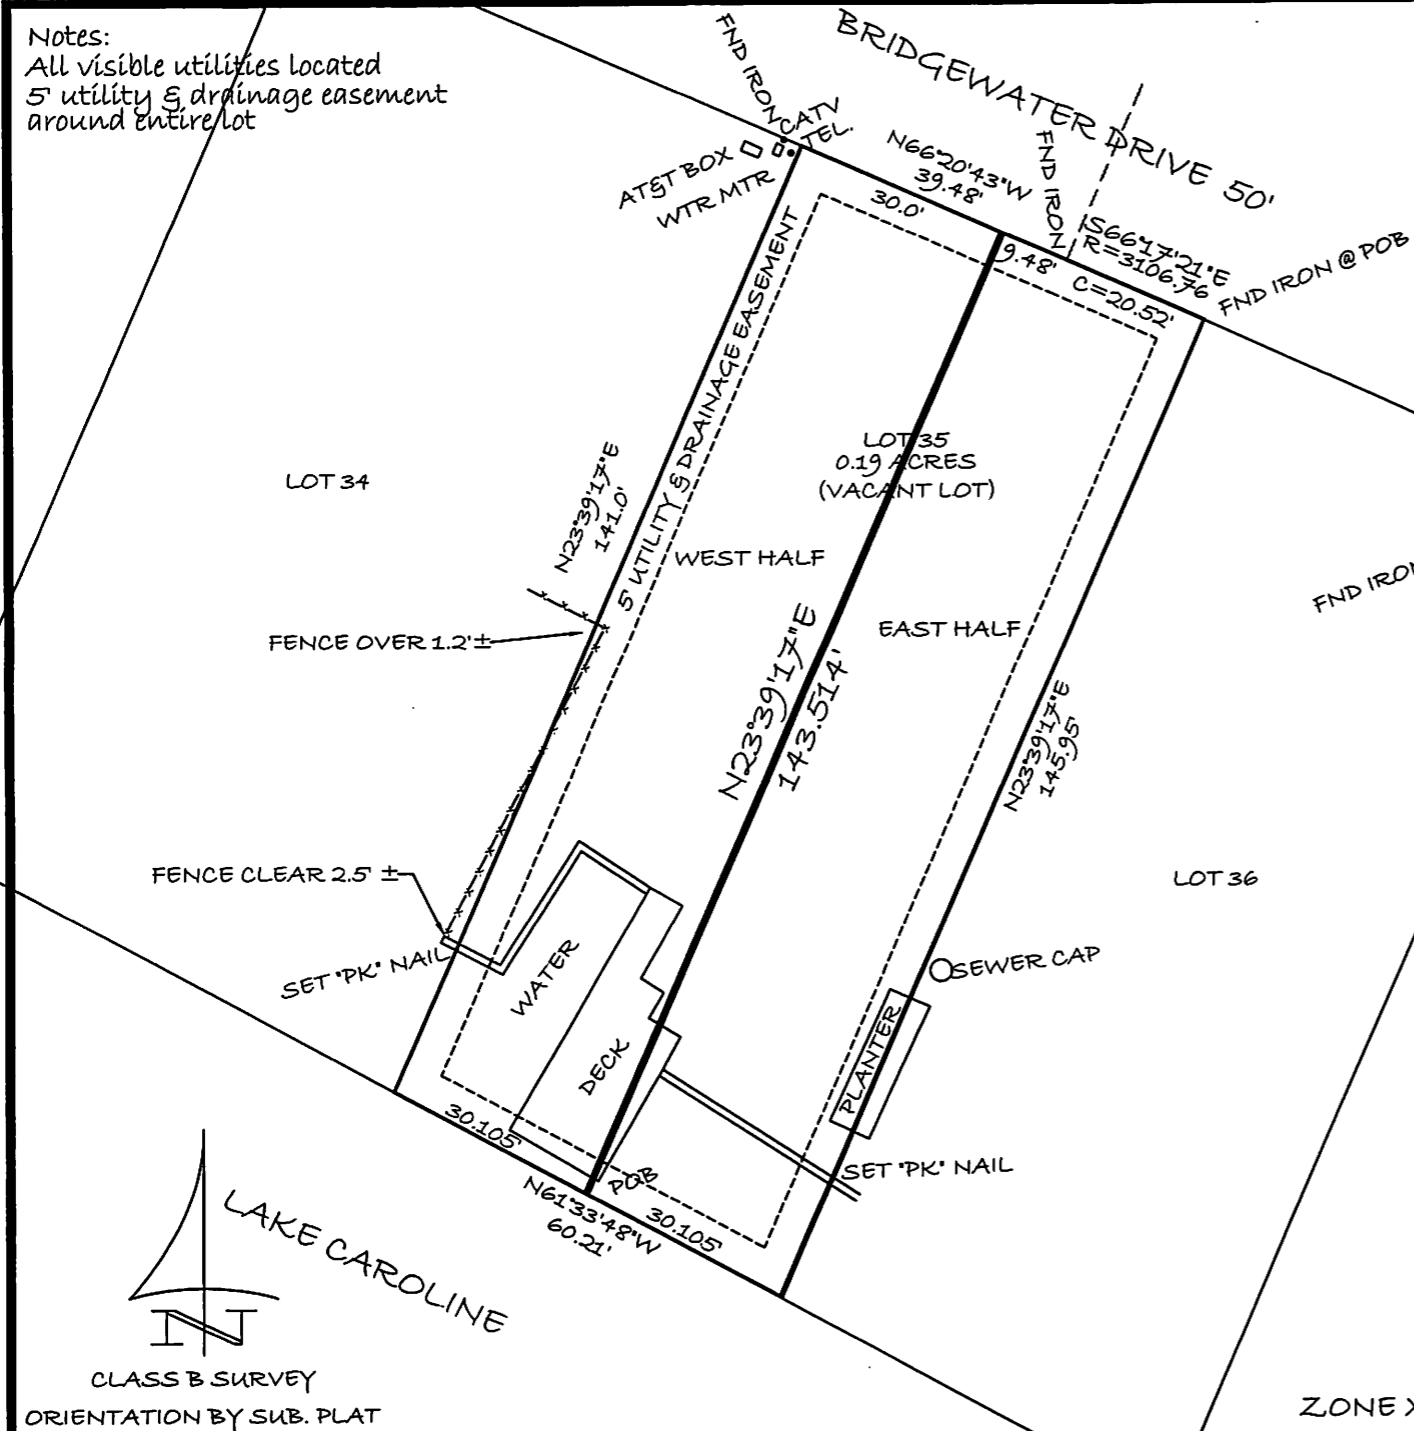 Notes:
All visible utilities located
5' utility & drainage easement
around entire lot
BRIDGEWATER DRIVE 50'
FND IRON
CATV
TEL.
AT&T BOX
WTR MTR
N66°20'43"W
39.48'
30.0'
FND IRON
S66°17'21"E
R=3106.76
9.48'
C=20.52'
FND IRON @ POB
5' UTILITY & DRAINAGE EASEMENT
LOT 35
0.19 ACRES
(VACANT LOT)
LOT 34
N23°39'17"E
141.0'
WEST HALF
FND IRON
EAST HALF
FENCE OVER 1.2'±
N23°39'17"E
143.514'
N23°39'17"E
145.95'
FENCE CLEAR 2.5' ±
LOT 36
SET "PK" NAIL
WATER
SEWER CAP
DECK
PLANTER
30.105'
SET "PK" NAIL
POB
N61°33'48"W
60.21'
30.105'
LAKE CAROLINE
N
CLASS B SURVEY
ORIENTATION BY SUB. PLAT
ZONE X